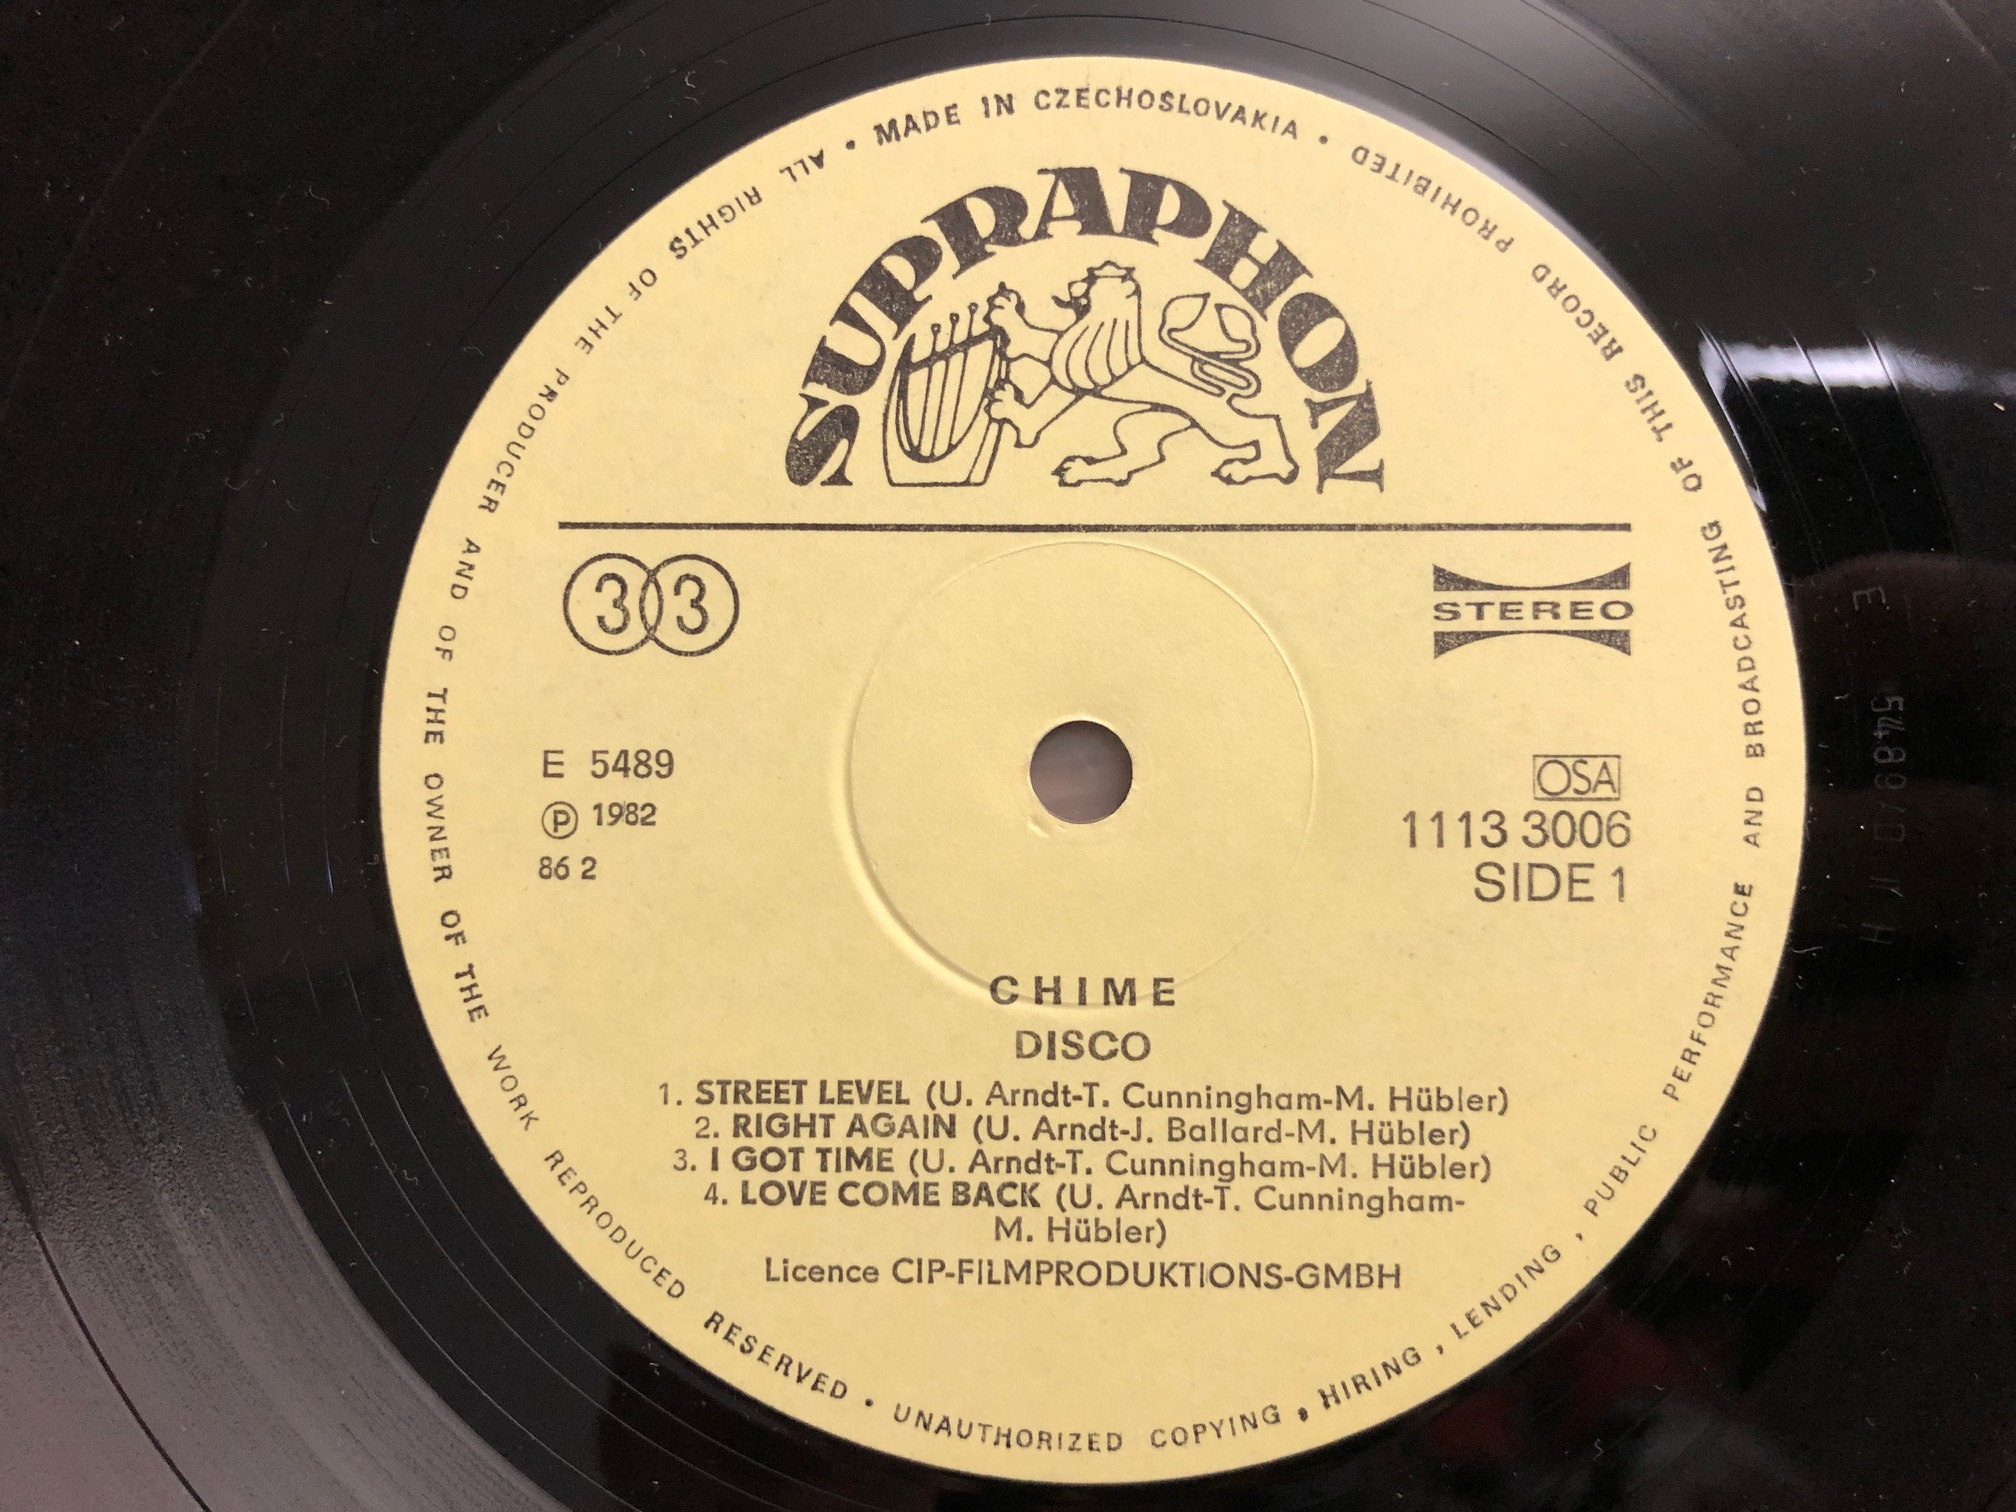 • MADE IN CZECHOSLOVAKIA •
ALL RIGHTS OF THE PRODUCER AND OF THE OWNER OF THE WORK REPRODUCED RESERVED • UNAUTHORIZED COPYING, HIRING, LENDING, PUBLIC PERFORMANCE AND BROADCASTING OF THIS RECORD PROHIBITED
SUPRAPHON
33
STEREO
E 5489
Ⓟ 1982
86 2
OSA
1113 3006
SIDE 1
CHIME
DISCO
1. STREET LEVEL (U. Arndt-T. Cunningham-M. Hübler)
2. RIGHT AGAIN (U. Arndt-J. Ballard-M. Hübler)
3. I GOT TIME (U. Arndt-T. Cunningham-M. Hübler)
4. LOVE COME BACK (U. Arndt-T. Cunningham-
M. Hübler)
Licence CIP-FILMPRODUKTIONS-GMBH